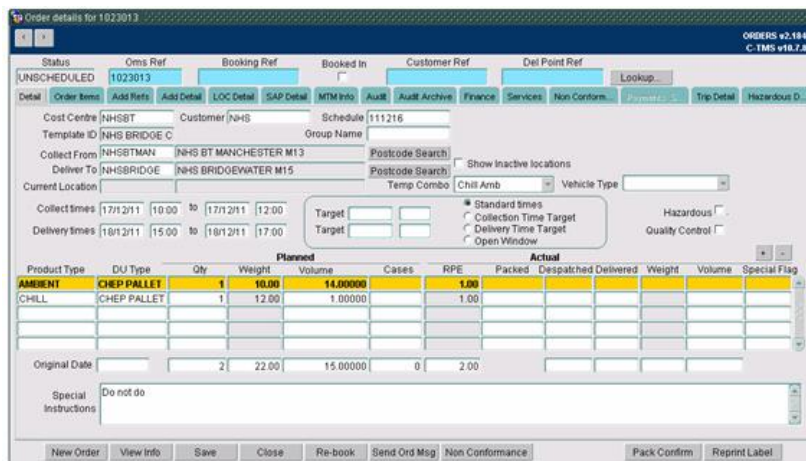 Order details for 1023013
ORDERS v2.184
C-TMS v10.7.0
Status Oms Ref Booking Ref Booked In Customer Ref Del Point Ref
UNSCHEDULED 1023013 Lookup...
Detail Order Items Add Refs Add Detail LOC Detail SAP Detail MTM Info Audit Audit Archive Finance Services Non Conform... Trip Detail Hazardous D...
Cost Centre NHSBT Customer NHS Schedule 111216
Template ID NHS BRIDGE C Group Name
Collect From NHSBTMAN NHS BT MANCHESTER M13 Postcode Search
Show Inactive locations
Deliver To NHSBRIDGE NHS BRIDGEWATER M15 Postcode Search
Current Location Temp Combo Chill Amb Vehicle Type
Collect times 17/12/11 10:00 to 17/12/11 12:00 Target Standard times Hazardous
Collection Time Target
Delivery times 18/12/11 15:00 to 18/12/11 17:00 Target Delivery Time Target Quality Control
Open Window
Planned Actual + -
Product Type DU Type Qty Weight Volume Cases RPE Packed Despatched Delivered Weight Volume Special Flag
AMBIENT CHEP PALLET 1 10.00 14.00000 1.00
CHILL CHEP PALLET 1 12.00 1.00000 1.00
Original Date 2 22.00 15.00000 0 2.00
Special Instructions Do not do
New Order View Info Save Close Re-book Send Ord Msg Non Conformance Pack Confirm Reprint Label